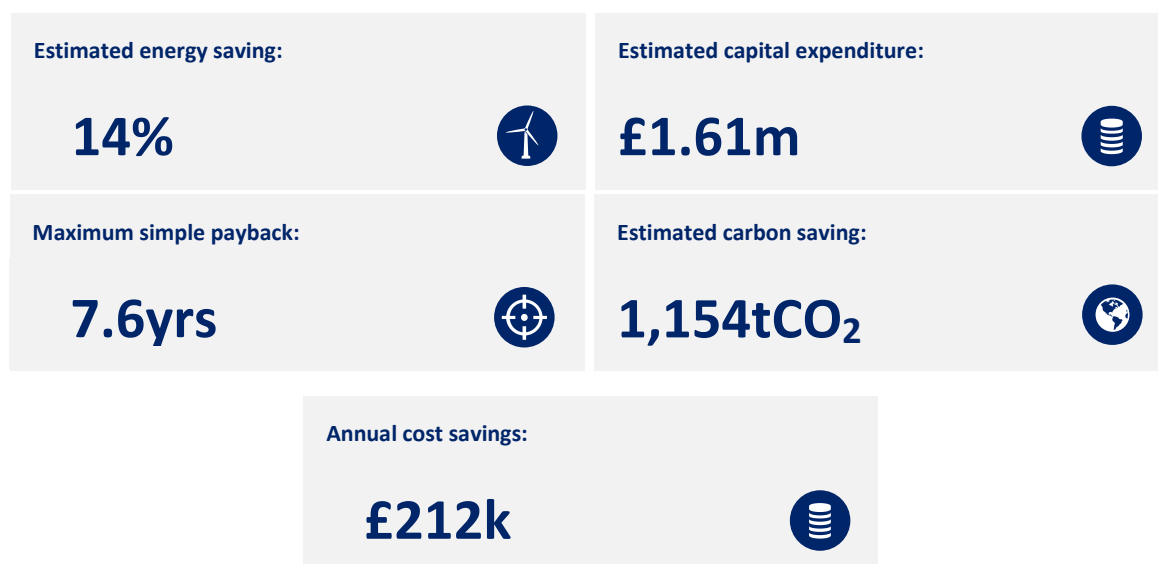 Estimated energy saving:
14%
Estimated capital expenditure:
£1.61m
Maximum simple payback:
7.6yrs
Estimated carbon saving:
1,154tCO₂
Annual cost savings:
£212k